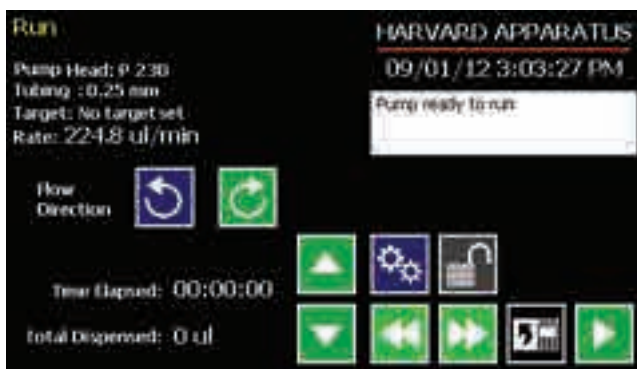 Run
HARVARD APPARATUS
09/01/12 3:03:27 PM
Pump Head: P-230
Tubing : 0.25 mm
Target: No target set
Rate: 224.8 ul/min
Pump ready to run
Flow
Direction
Time Elapsed: 00:00:00
Total Dispensed: 0 ul